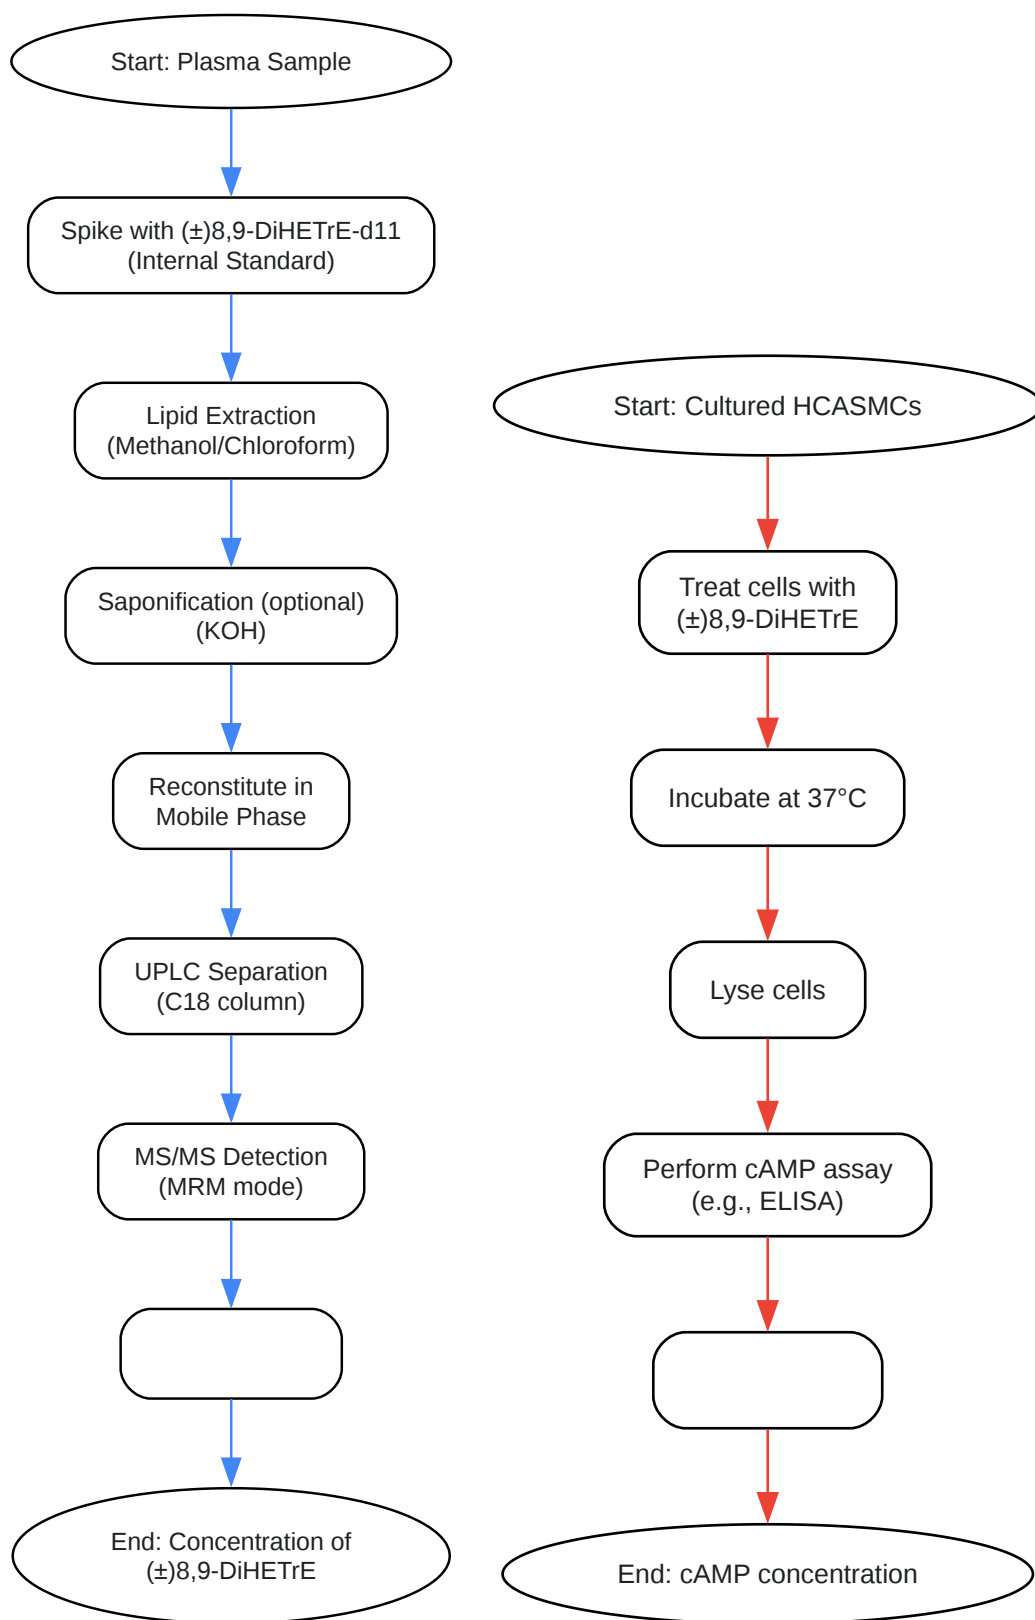 Start: Plasma Sample
Spike with (±)8,9-DiHETrE-d11
(Internal Standard)
Lipid Extraction
(Methanol/Chloroform)
Saponification (optional)
(KOH)
Reconstitute in
Mobile Phase
UPLC Separation
(C18 column)
MS/MS Detection
(MRM mode)
End: Concentration of
(±)8,9-DiHETrE
Start: Cultured HCASMCs
Treat cells with
(±)8,9-DiHETrE
Incubate at 37°C
Lyse cells
Perform cAMP assay
(e.g., ELISA)
End: cAMP concentration